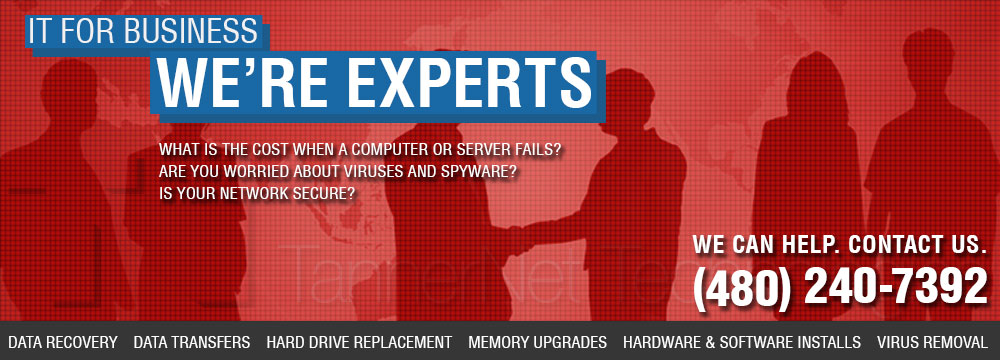 IT FOR BUSINESS
WE'RE EXPERTS
WHAT IS THE COST WHEN A COMPUTER OR SERVER FAILS?
ARE YOU WORRIED ABOUT VIRUSES AND SPYWARE?
IS YOUR NETWORK SECURE?
WE CAN HELP. CONTACT US.
(480) 240-7392
DATA RECOVERY DATA TRANSFERS HARD DRIVE REPLACEMENT MEMORY UPGRADES HARDWARE & SOFTWARE INSTALLS VIRUS REMOVAL